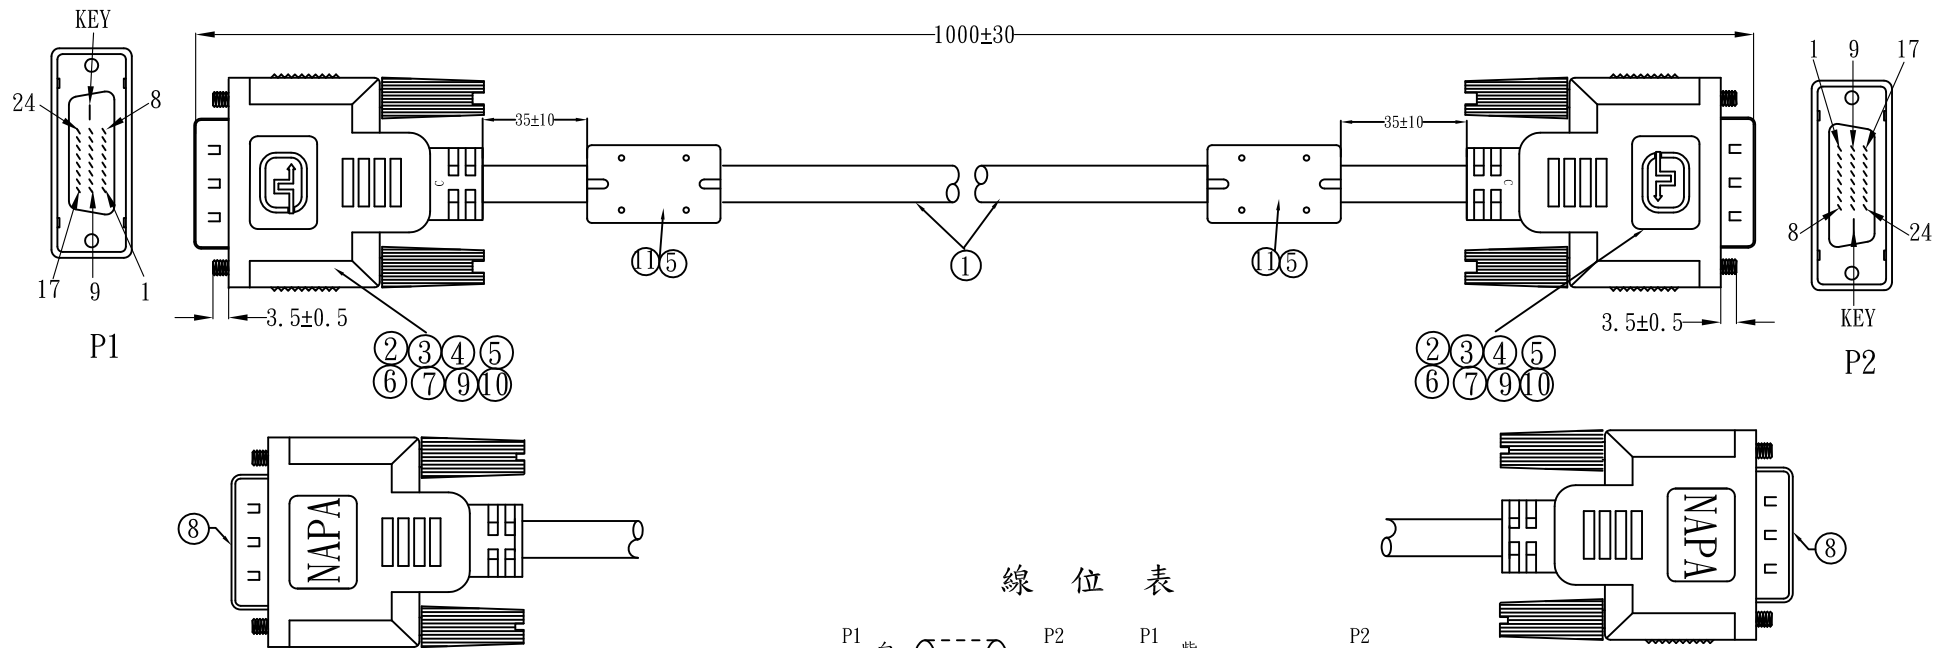 KEY
1000±30
1 9 17
24 8
35±10 35±10
C C
11 5 1 11 5
8 24
17 9 1
3.5±0.5 3.5±0.5
KEY
P1 P2
2 3 4 5 2 3 4 5
6 7 9 10 6 7 9 10
NAPA NAPA
8 8
線 位 表
P1 P2 P1 P2